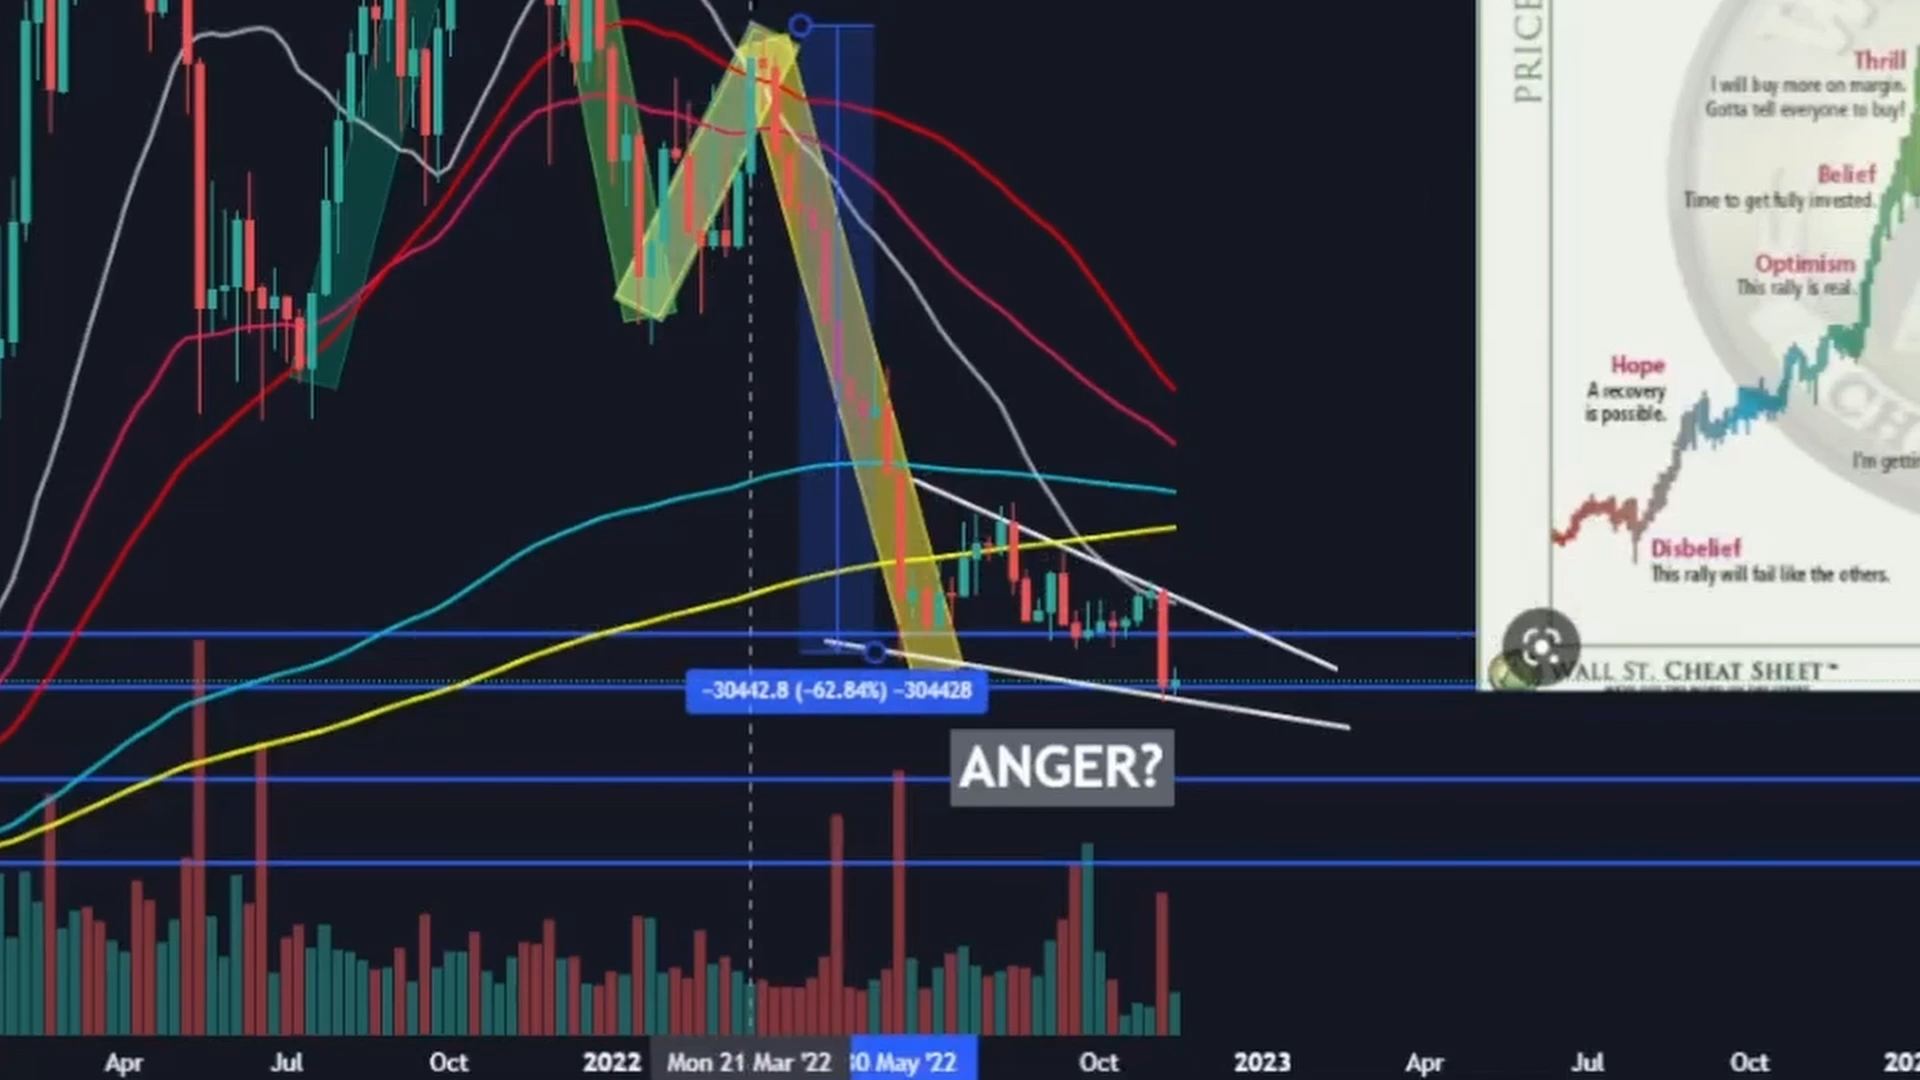 PRICE
Thrill
I will buy more on margin.
Gotta tell everyone to buy!
Belief
Time to get fully invested.
Optimism
This rally is real.
Hope
A recovery
is possible.
I'm getti
Disbelief
This rally will fail like the others.
WALL ST. CHEAT SHEET™
−30442.8 (−62.84%) −304428
ANGER?
Apr Jul Oct 2022 Mon 21 Mar '22 30 May '22 Oct 2023 Apr Jul Oct 202